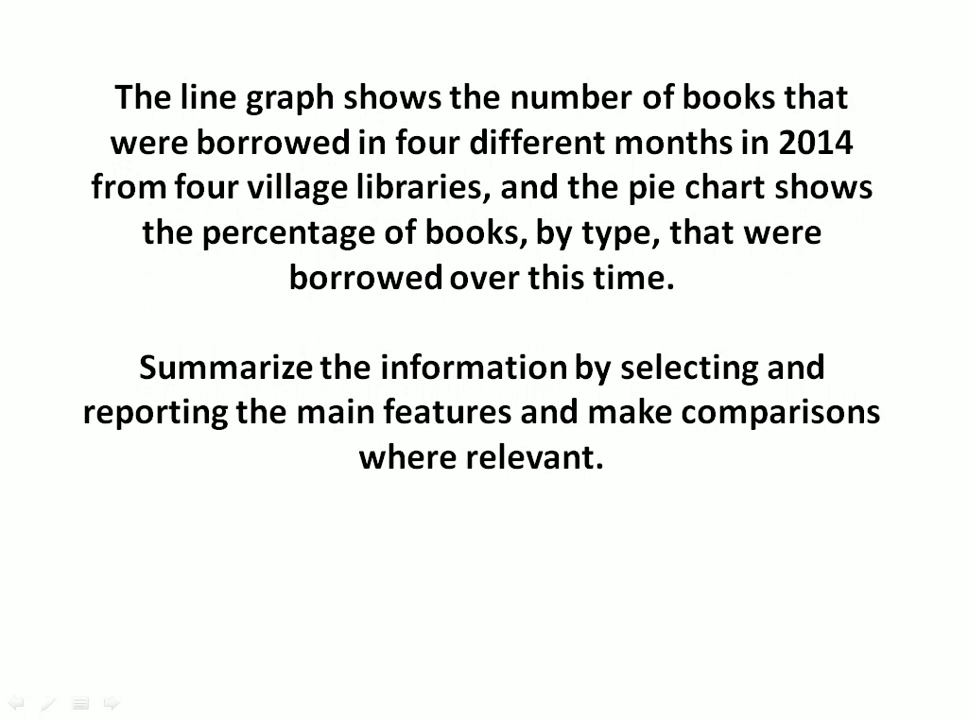 The line graph shows the number of books that
were borrowed in four different months in 2014
from four village libraries, and the pie chart shows
the percentage of books, by type, that were
borrowed over this time.
Summarize the information by selecting and
reporting the main features and make comparisons
where relevant.